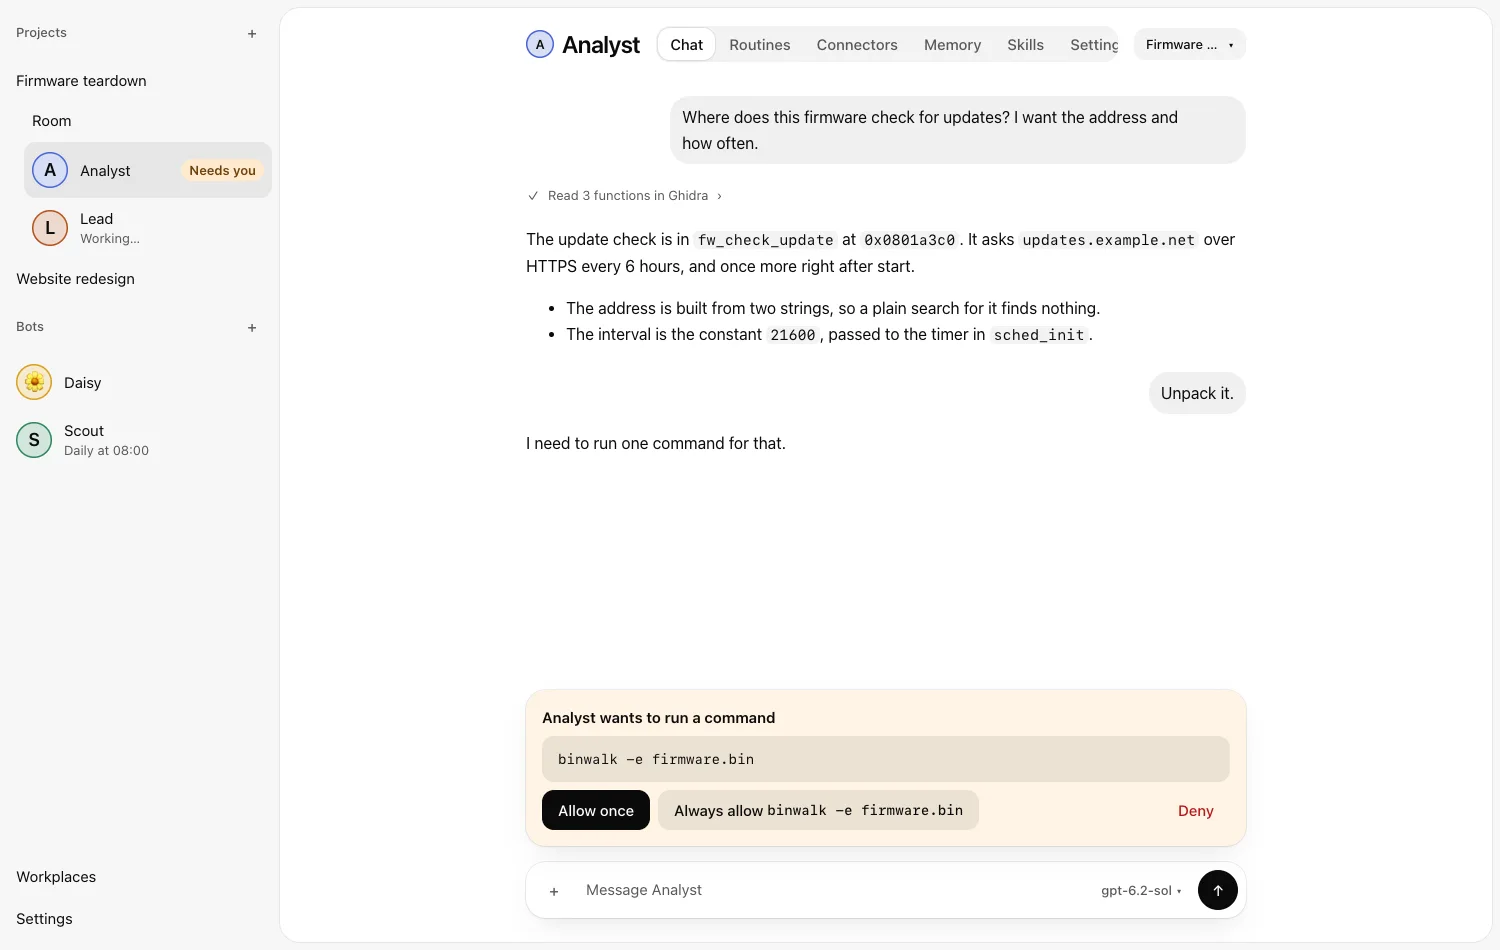 Projects
+
Firmware teardown
Room
A
Analyst
Needs you
L
Lead
Working...
Website redesign
Bots
+
Daisy
S
Scout
Daily at 08:00
Workplaces
Settings
A
Analyst
Chat
Routines
Connectors
Memory
Skills
Setting
Firmware ...
Where does this firmware check for updates? I want the address and
how often.
✓ Read 3 functions in Ghidra ›
The update check is in fw_check_update at 0x0801a3c0. It asks updates.example.net over
HTTPS every 6 hours, and once more right after start.
• The address is built from two strings, so a plain search for it finds nothing.
• The interval is the constant 21600, passed to the timer in sched_init.
Unpack it.
I need to run one command for that.
Analyst wants to run a command
binwalk -e firmware.bin
Allow once
Always allow binwalk -e firmware.bin
Deny
+
Message Analyst
gpt-6.2-sol